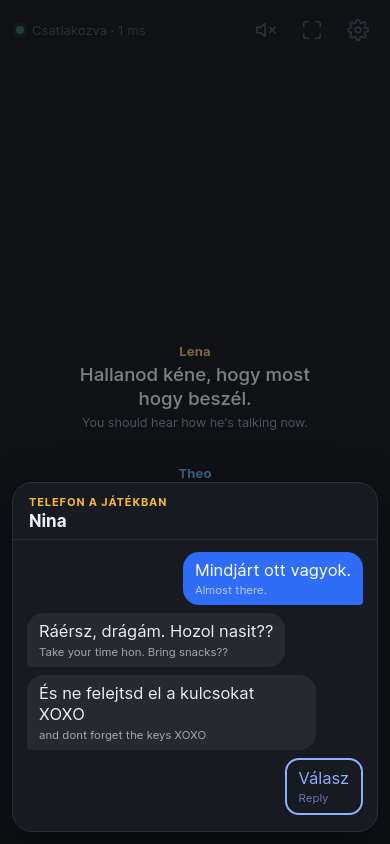 Csatlakozva · 1 ms
Lena
Hallanod kéne, hogy most
hogy beszél.
You should hear how he's talking now.
Theo
TELEFON A JÁTÉKBAN
Nina
Mindjárt ott vagyok.
Almost there.
Ráérsz, drágám. Hozol nasit??
Take your time hon. Bring snacks??
És ne felejtsd el a kulcsokat
XOXO
and dont forget the keys XOXO
Válasz
Reply